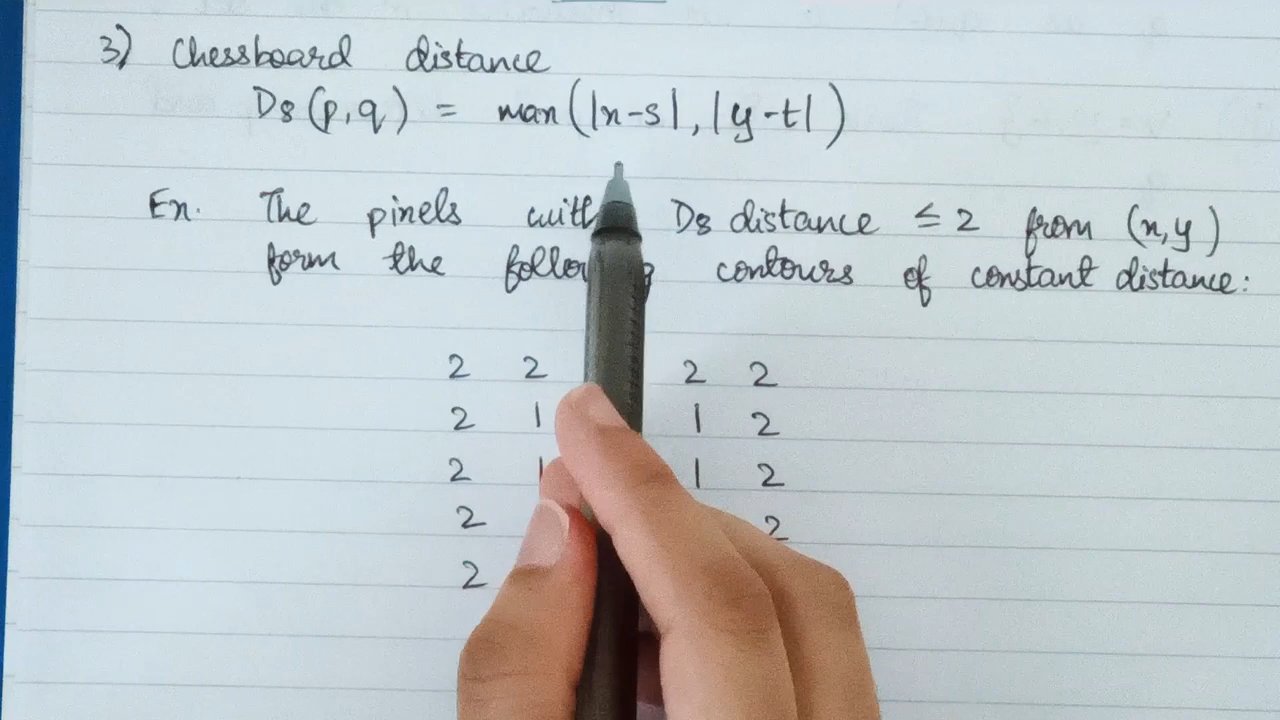 3) Chessboard distance
D8(p,q) = max(|x-s|, |y-t|)
Ex. The pixels with D8 distance ≤ 2 from (x,y)
form the contours of constant distance:
2 2 2 2
2 1 1 2
2 1 1 2
2 2
2